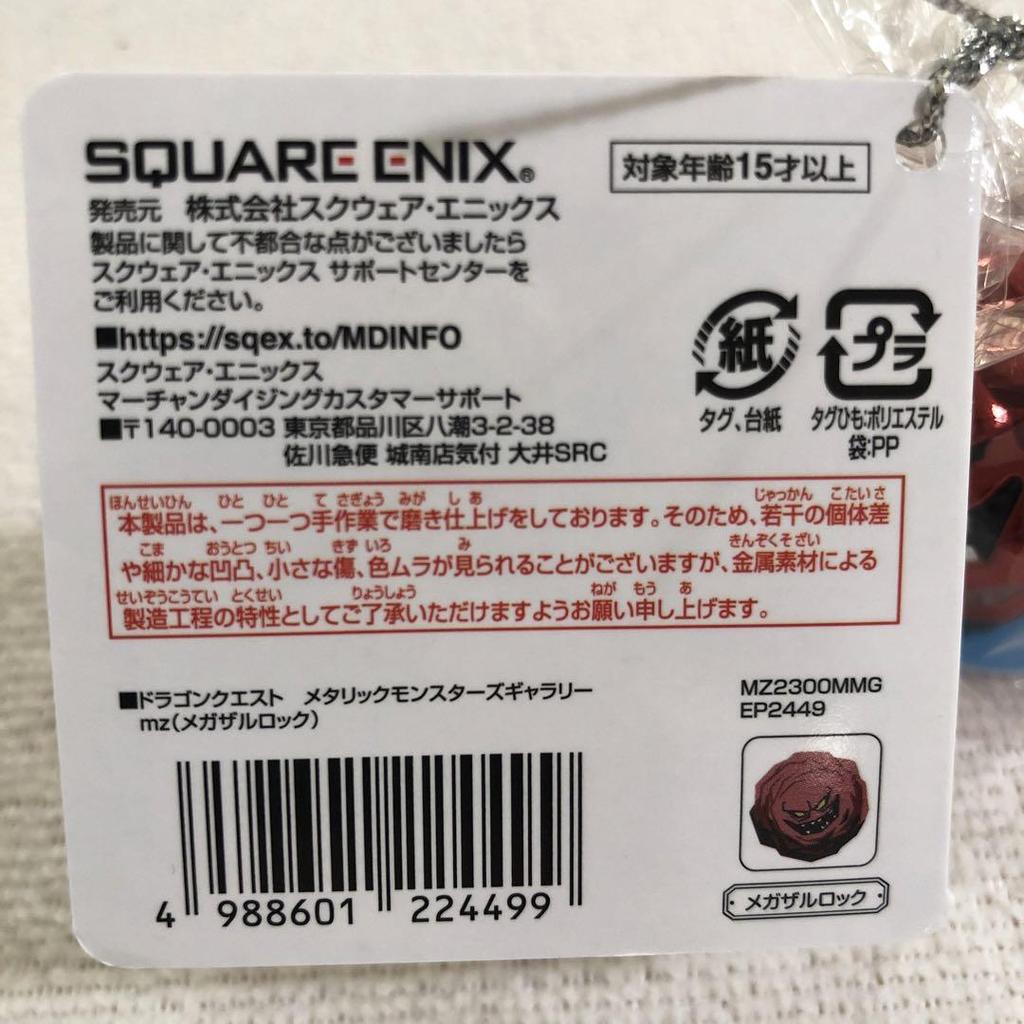 SQUARE ENIX®
対象年齢15才以上
発売元 株式会社スクウェア・エニックス
製品に関して不都合な点がございましたら
スクウェア・エニックス サポートセンターを
ご利用ください。
■https://sqex.to/MDINFO
スクウェア・エニックス
マーチャンダイジングカスタマーサポート
■〒140-0003 東京都品川区八潮3-2-38
佐川急便 城南店気付 大井SRC
紙
タグ、台紙
プラ
タグひも:ポリエステル
袋:PP
ほんせいひん ひと ひと て さぎょう みが し あ じゃっかん こたいさ
本製品は、一つ一つ手作業で磨き仕上げをしております。そのため、若干の個体差
こま おうとつ ちい きず いろ み きんぞくそざい
や細かな凹凸、小さな傷、色ムラが見られることがございますが、金属素材による
せいぞうこうてい とくせい りょうしょう ねが もう あ
製造工程の特性としてご了承いただけますようお願い申し上げます。
■ドラゴンクエスト メタリックモンスターズギャラリー
mz(メガザルロック)
MZ2300MMG
EP2449
メガザルロック
4 988601 224499